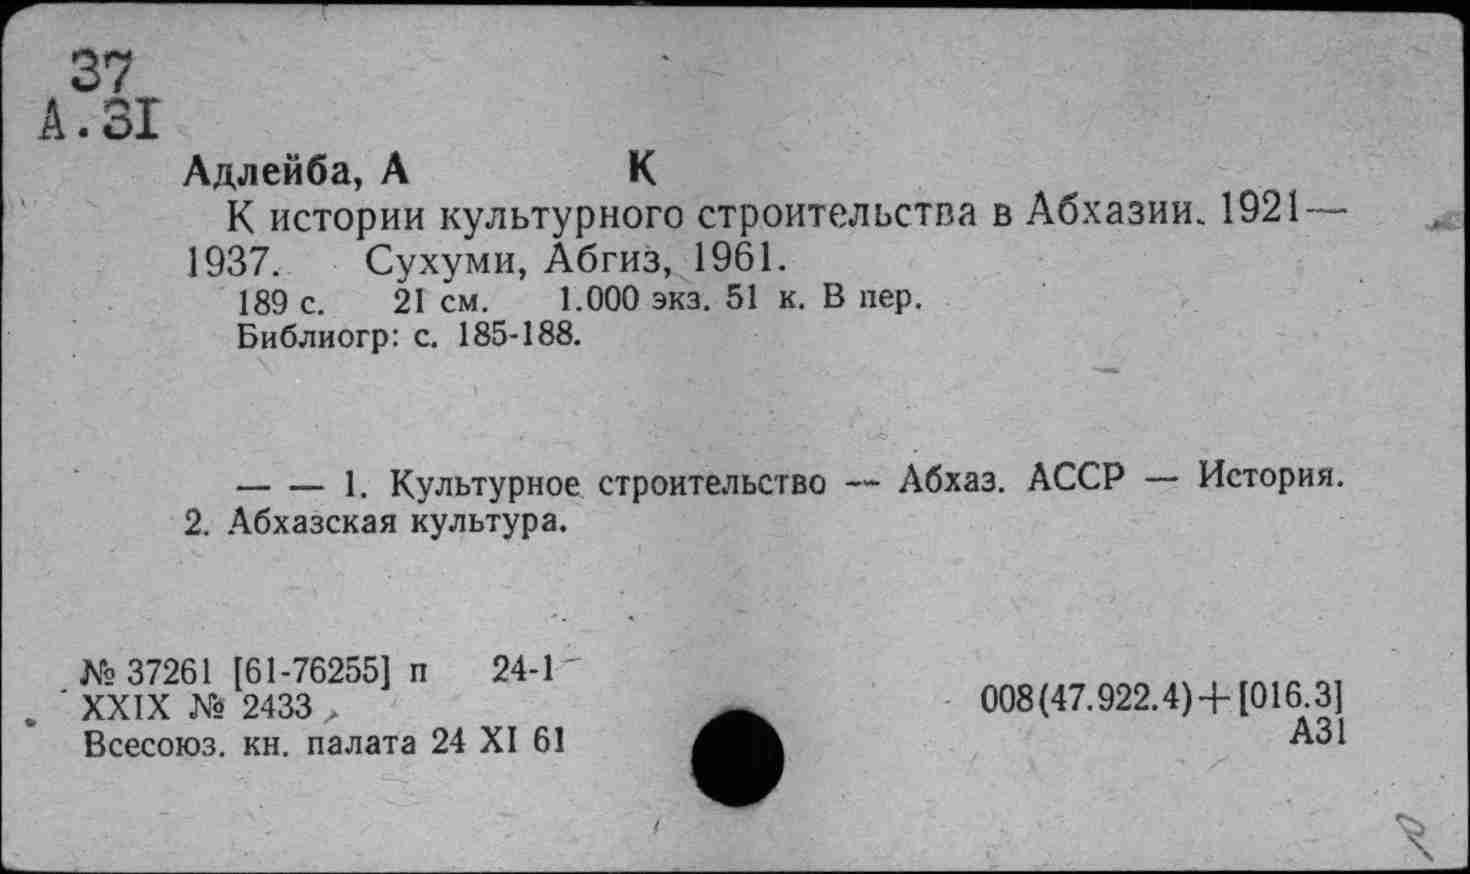 37
А.31
Адлейба, А К
К истории культурного строительства в Абхазии. 1921—
1937. Сухуми, Абгиз, 1961.
189 с. 21 см. 1.000 экз. 51 к. В пер.
Библиогр: с. 185-188.
— — 1. Культурное строительство — Абхаз. АССР — История.
2. Абхазская культура.
№ 37261 [61-76255] п 24-1
XXIX № 2433
Всесоюз. кн. палата 24 XI 61
008(47.922.4)+[016.3]
А31